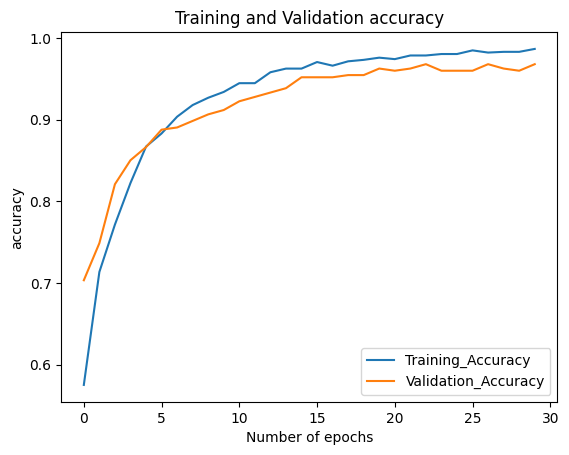 Training and Validation accuracy
1.0
0.9
0.8
0.7
0.6
accuracy
Training_Accuracy
Validation_Accuracy
0 5 10 15 20 25 30
Number of epochs